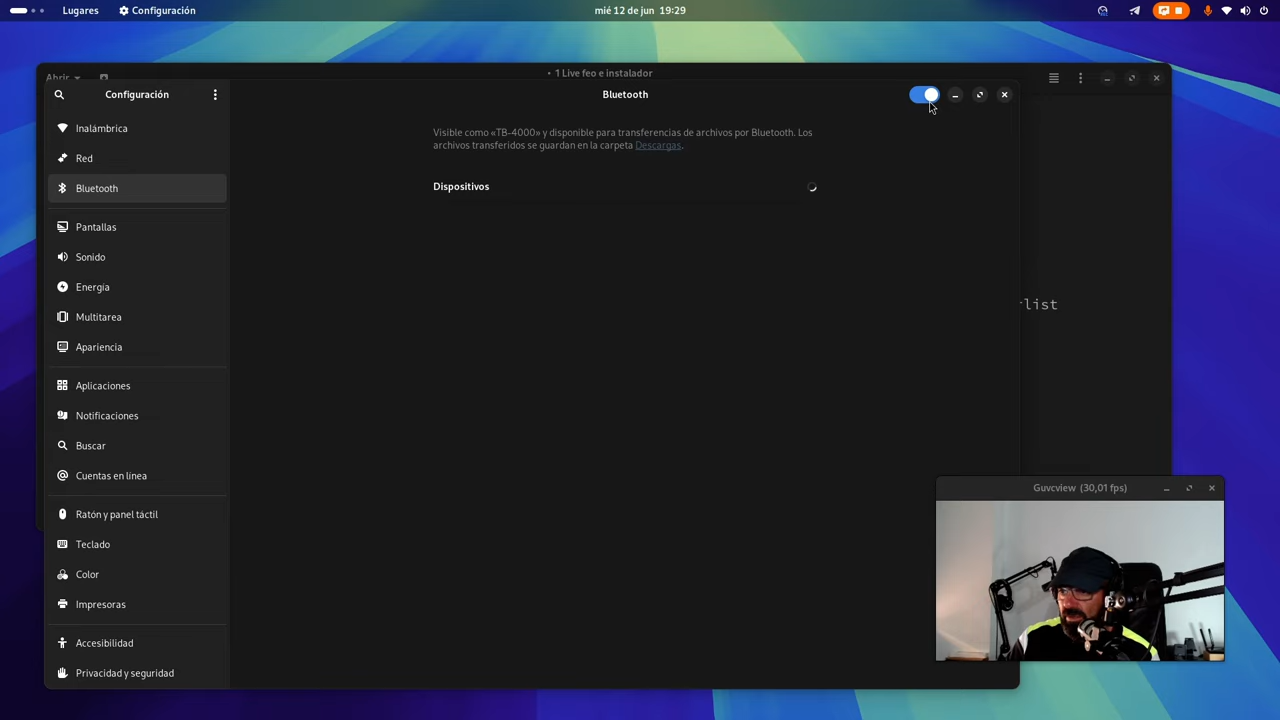 Lugares
Configuración
mié 12 de jun 19:29
Abrir
• 1 Live feo e instalador
Configuración
Bluetooth
Inalámbrica
Red
Bluetooth
Pantallas
Sonido
Energía
Multitarea
Apariencia
Aplicaciones
Notificaciones
Buscar
Cuentas en línea
Ratón y panel táctil
Teclado
Color
Impresoras
Accesibilidad
Privacidad y seguridad
Visible como «TB-4000» y disponible para transferencias de archivos por Bluetooth. Los
archivos transferidos se guardan en la carpeta Descargas.
Dispositivos
rlist
Guvcview (30,01 fps)